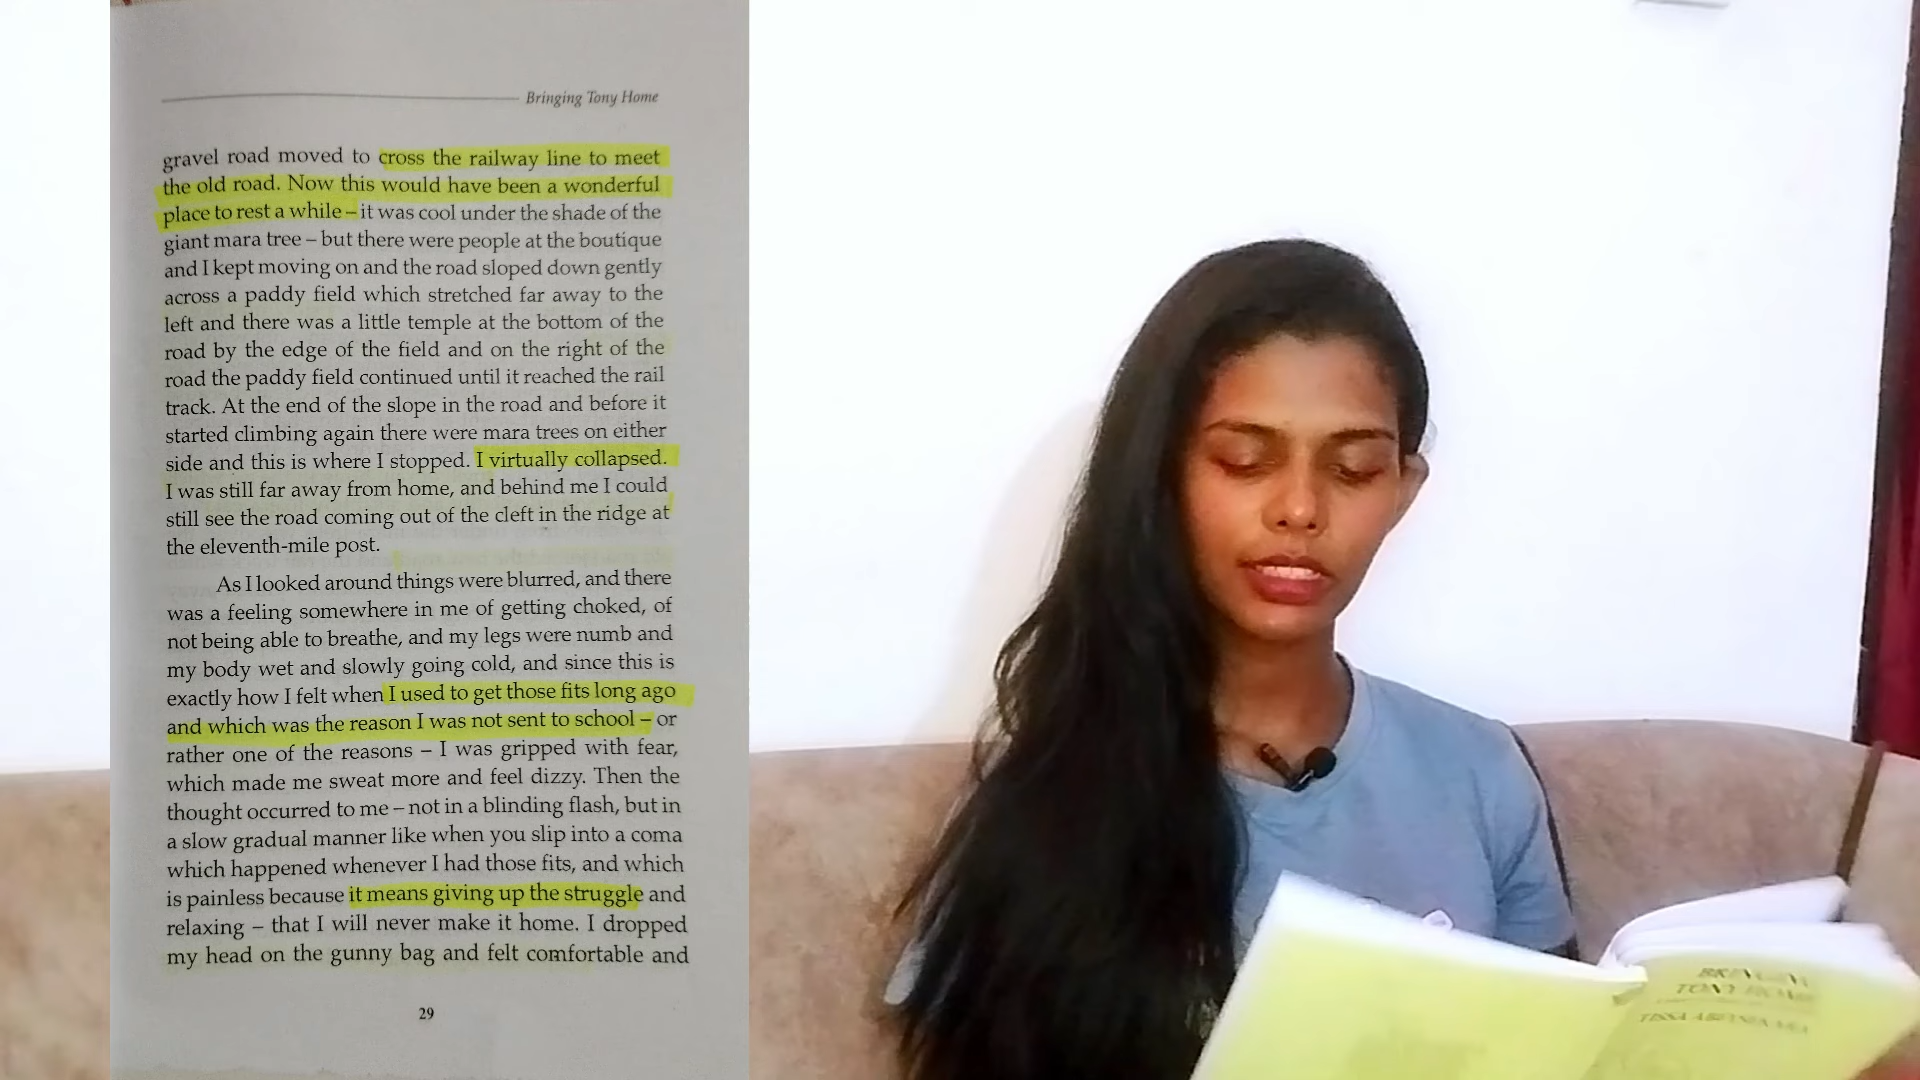 Bringing Tony Home
gravel road moved to cross the railway line to meet
the old road. Now this would have been a wonderful
place to rest a while – it was cool under the shade of the
giant mara tree – but there were people at the boutique
and I kept moving on and the road sloped down gently
across a paddy field which stretched far away to the
left and there was a little temple at the bottom of the
road by the edge of the field and on the right of the
road the paddy field continued until it reached the rail
track. At the end of the slope in the road and before it
started climbing again there were mara trees on either
side and this is where I stopped. I virtually collapsed.
I was still far away from home, and behind me I could
still see the road coming out of the cleft in the ridge at
the eleventh-mile post.
As I looked around things were blurred, and there
was a feeling somewhere in me of getting choked, of
not being able to breathe, and my legs were numb and
my body wet and slowly going cold, and since this is
exactly how I felt when I used to get those fits long ago
and which was the reason I was not sent to school – or
rather one of the reasons – I was gripped with fear,
which made me sweat more and feel dizzy. Then the
thought occurred to me – not in a blinding flash, but in
a slow gradual manner like when you slip into a coma
which happened whenever I had those fits, and which
is painless because it means giving up the struggle and
relaxing – that I will never make it home. I dropped
my head on the gunny bag and felt comfortable and
29
BRINGING
TONY HOME
TISSA ABEYSEKARA